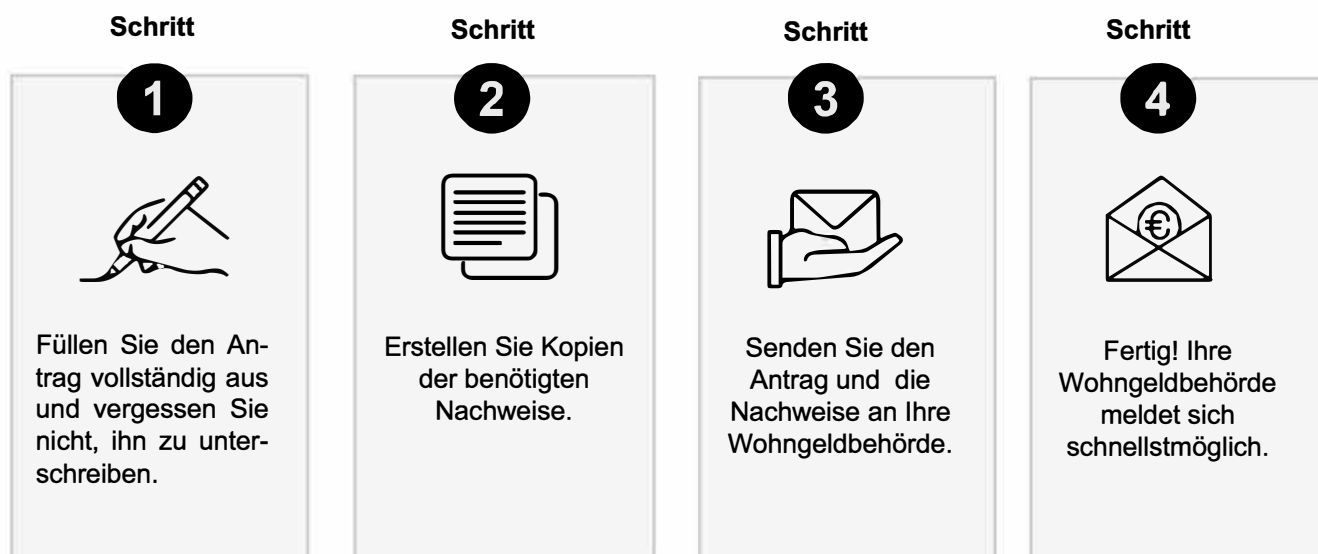 Schritt
1
Füllen Sie den An-
trag vollständig aus
und vergessen Sie
nicht, ihn zu unter-
schreiben.
Schritt
2
Erstellen Sie Kopien
der benötigten
Nachweise.
Schritt
3
Senden Sie den
Antrag und die
Nachweise an Ihre
Wohngeldbehörde.
Schritt
4
€
Fertig! Ihre
Wohngeldbehörde
meldet sich
schnellstmöglich.